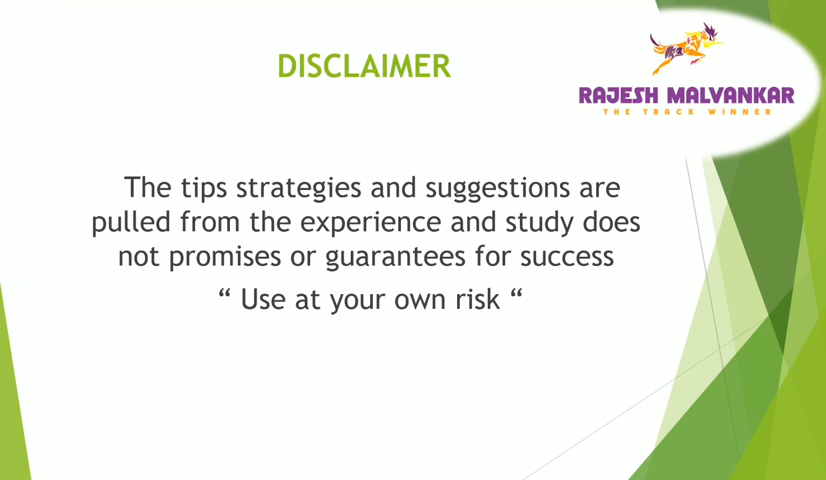 DISCLAIMER
RAJESH MALVANKAR
THE TRACK WINNER
The tips strategies and suggestions are
pulled from the experience and study does
not promises or guarantees for success
“ Use at your own risk “